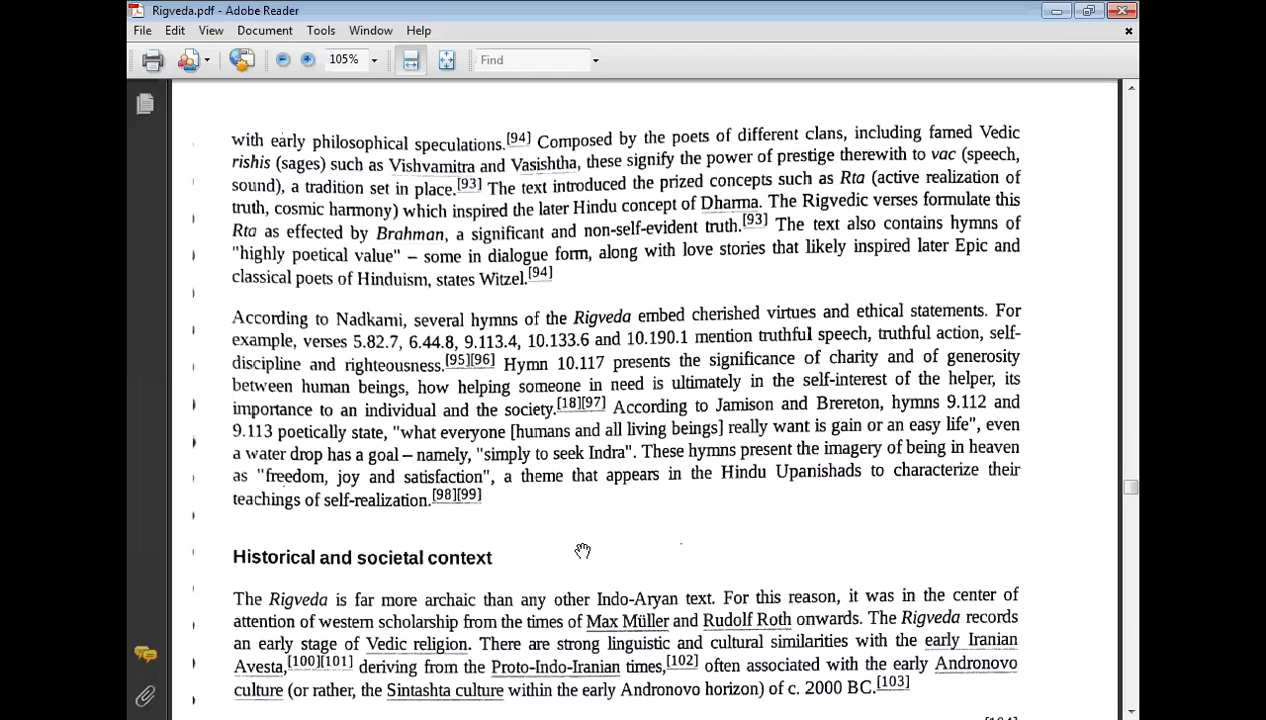 Rigveda.pdf - Adobe Reader
File Edit View Document Tools Window Help
105% Find
with early philosophical speculations.[94] Composed by the poets of different clans, including famed Vedic
rishis (sages) such as Vishvamitra and Vasishtha, these signify the power of prestige therewith to vac (speech,
sound), a tradition set in place.[93] The text introduced the prized concepts such as Rta (active realization of
truth, cosmic harmony) which inspired the later Hindu concept of Dharma. The Rigvedic verses formulate this
Rta as effected by Brahman, a significant and non-self-evident truth.[93] The text also contains hymns of
"highly poetical value" – some in dialogue form, along with love stories that likely inspired later Epic and
classical poets of Hinduism, states Witzel.[94]
According to Nadkami, several hymns of the Rigveda embed cherished virtues and ethical statements. For
example, verses 5.82.7, 6.44.8, 9.113.4, 10.133.6 and 10.190.1 mention truthful speech, truthful action, self-
discipline and righteousness.[95][96] Hymn 10.117 presents the significance of charity and of generosity
between human beings, how helping someone in need is ultimately in the self-interest of the helper, its
importance to an individual and the society.[18][97] According to Jamison and Brereton, hymns 9.112 and
9.113 poetically state, "what everyone [humans and all living beings] really want is gain or an easy life", even
a water drop has a goal – namely, "simply to seek Indra". These hymns present the imagery of being in heaven
as "freedom, joy and satisfaction", a theme that appears in the Hindu Upanishads to characterize their
teachings of self-realization.[98][99]
Historical and societal context
The Rigveda is far more archaic than any other Indo-Aryan text. For this reason, it was in the center of
attention of western scholarship from the times of Max Müller and Rudolf Roth onwards. The Rigveda records
an early stage of Vedic religion. There are strong linguistic and cultural similarities with the early Iranian
Avesta,[100][101] deriving from the Proto-Indo-Iranian times,[102] often associated with the early Andronovo
culture (or rather, the Sintashta culture within the early Andronovo horizon) of c. 2000 BC.[103]